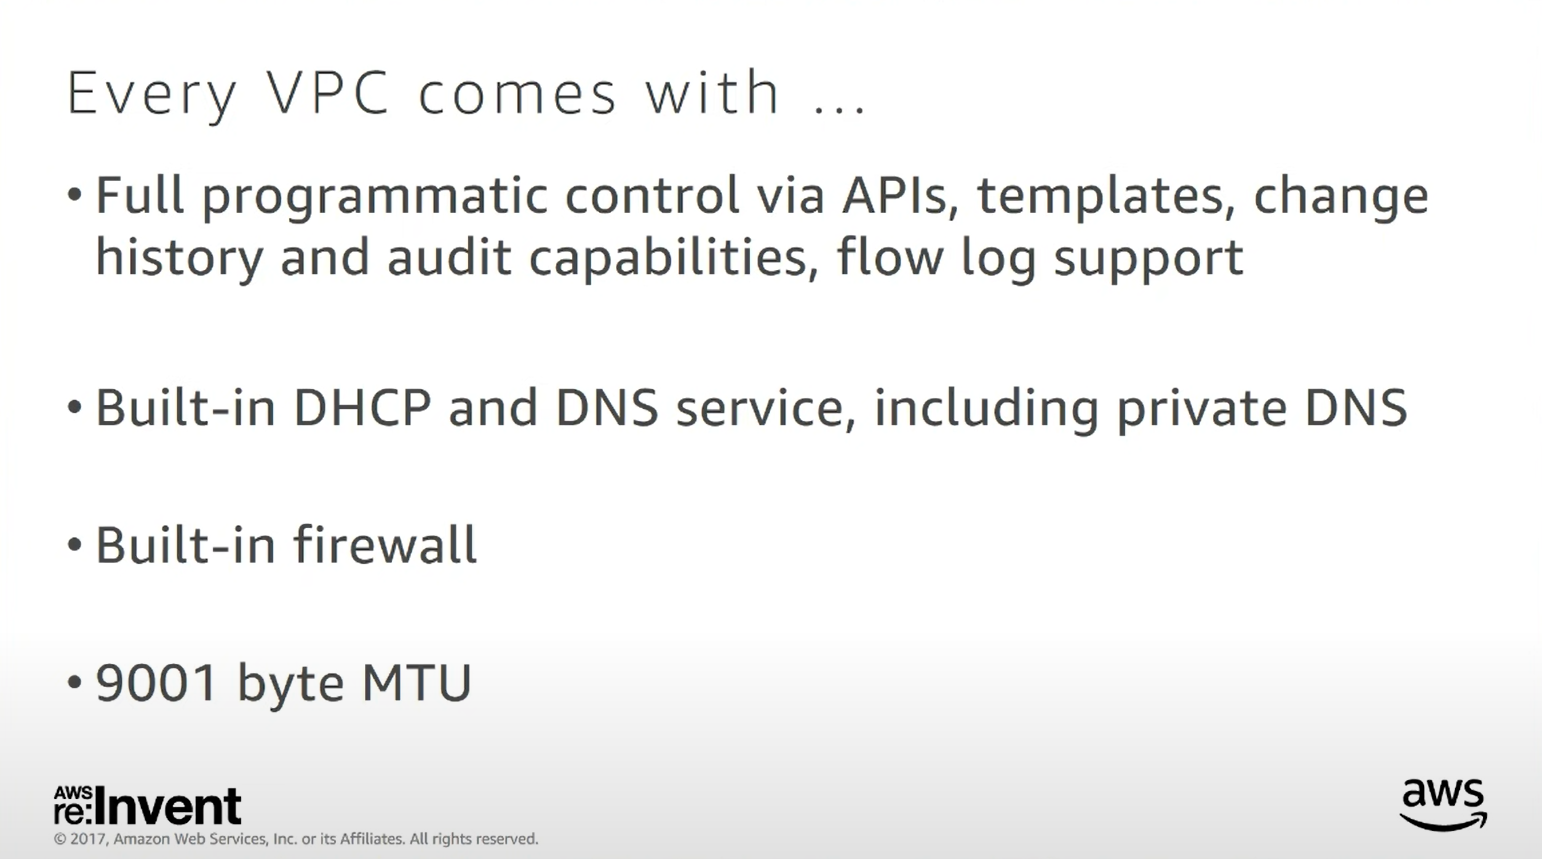 Every VPC comes with ...
• Full programmatic control via APIs, templates, change
history and audit capabilities, flow log support
• Built-in DHCP and DNS service, including private DNS
• Built-in firewall
• 9001 byte MTU
AWS
re:Invent
© 2017, Amazon Web Services, Inc. or its Affiliates. All rights reserved.
aws